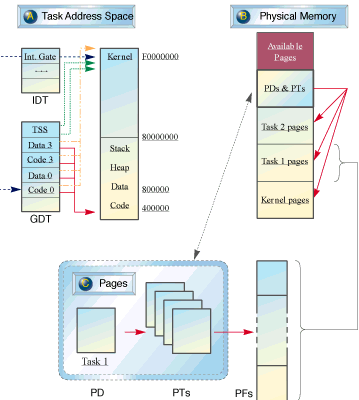 A Task Address Space
B Physical Memory
Int. Gate
IDT
TSS
Data 3
Code 3
Data 0
Code 0
GDT
Kernel
F0000000
80000000
Stack
Heap
Data
800000
Code
400000
Available
Pages
PDs & PTs
Task 2 pages
Task 1 pages
Kernel pages
C Pages
Task 1
PD
PTs
PFs